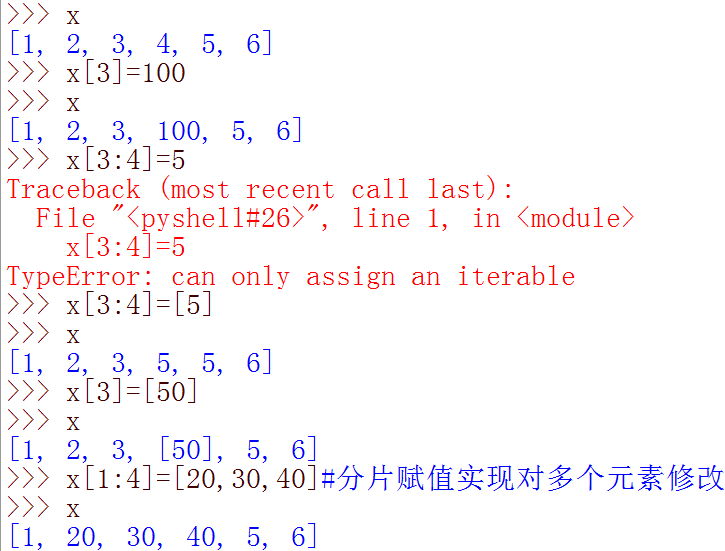 >>> x
[1, 2, 3, 4, 5, 6]
>>> x[3]=100
>>> x
[1, 2, 3, 100, 5, 6]
>>> x[3:4]=5
Traceback (most recent call last):
  File "<pyshell#26>", line 1, in <module>
    x[3:4]=5
TypeError: can only assign an iterable
>>> x[3:4]=[5]
>>> x
[1, 2, 3, 5, 5, 6]
>>> x[3]=[50]
>>> x
[1, 2, 3, [50], 5, 6]
>>> x[1:4]=[20,30,40]#分片赋值实现对多个元素修改
>>> x
[1, 20, 30, 40, 5, 6]